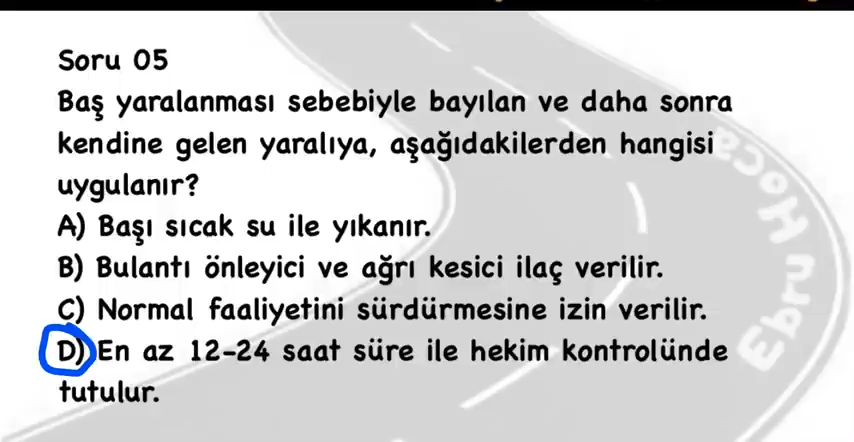 Soru 05
Baş yaralanması sebebiyle bayılan ve daha sonra
kendine gelen yaralıya, aşağıdakilerden hangisi
uygulanır?
A) Başı sıcak su ile yıkanır.
B) Bulantı önleyici ve ağrı kesici ilaç verilir.
C) Normal faaliyetini sürdürmesine izin verilir.
D) En az 12-24 saat süre ile hekim kontrolünde
tutulur.
Ebru Hoca